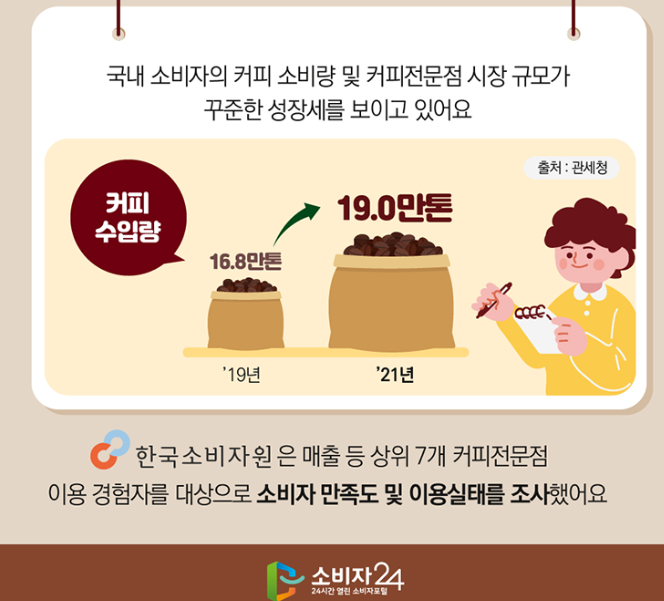 국내 소비자의 커피 소비량 및 커피전문점 시장 규모가
꾸준한 성장세를 보이고 있어요
출처 : 관세청
커피
수입량
19.0만톤
16.8만톤
'19년
'21년
한국소비자원은 매출 등 상위 7개 커피전문점
이용 경험자를 대상으로 소비자 만족도 및 이용실태를 조사했어요
소비자24
24시간 열린 소비자포털